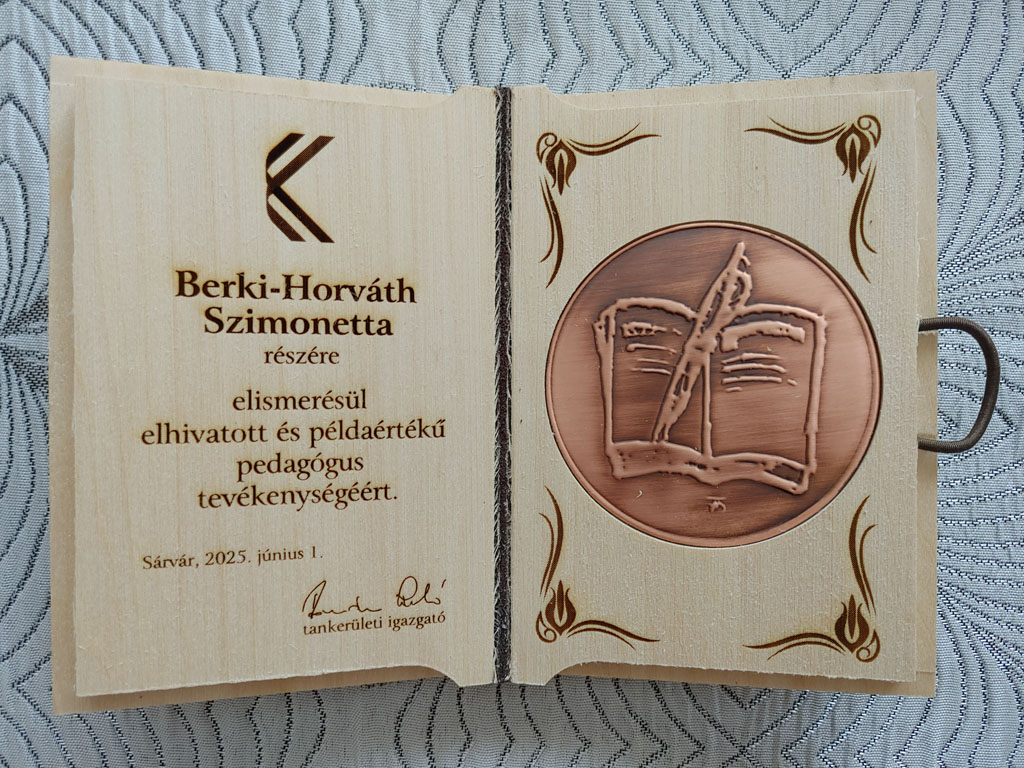 Berki-Horváth
Szimonetta
részére
elismerésül
elhivatott és példaértékű
pedagógus
tevékenységéért.
Sárvár, 2025. június 1.
tankerületi igazgató